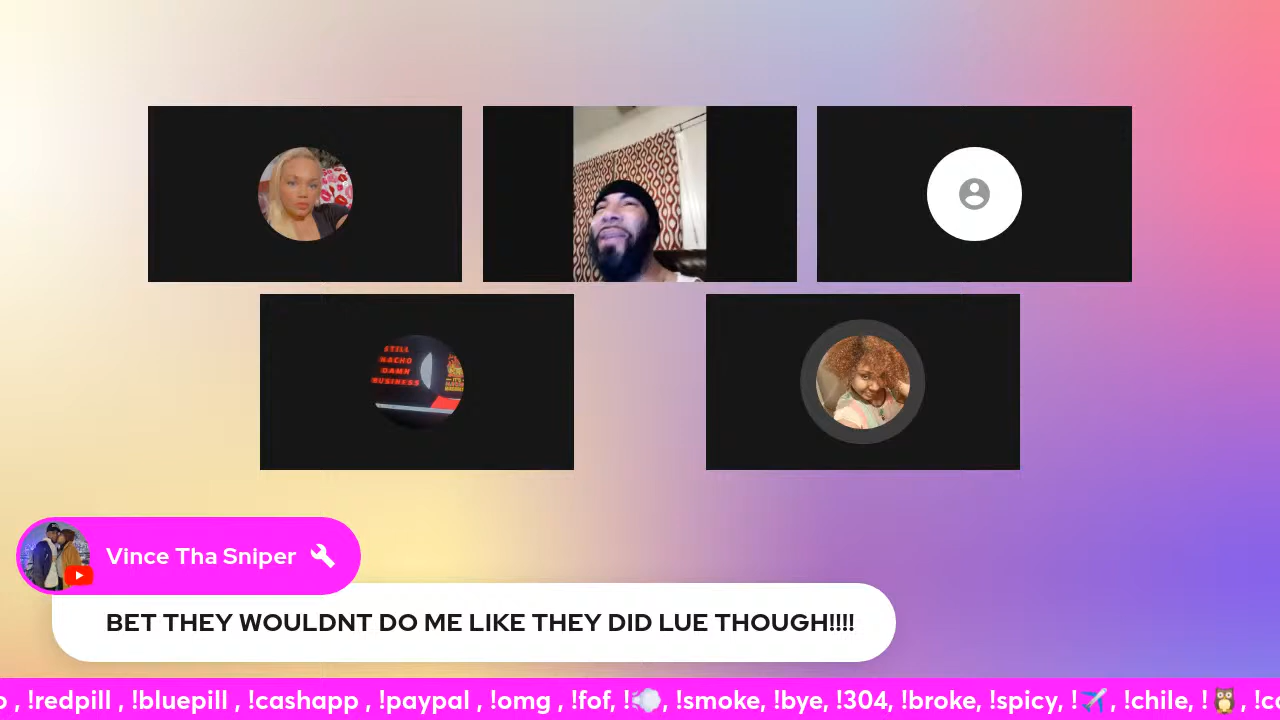 STILL
NACHO
DAMN
BUSINESS
Vince Tha Sniper
BET THEY WOULDNT DO ME LIKE THEY DID LUE THOUGH!!!!
, !redpill , !bluepill , !cashapp , !paypal , !omg , !fof, !💨, !smoke, !bye, !304, !broke, !spicy, !✈️, !chile, !🦉,